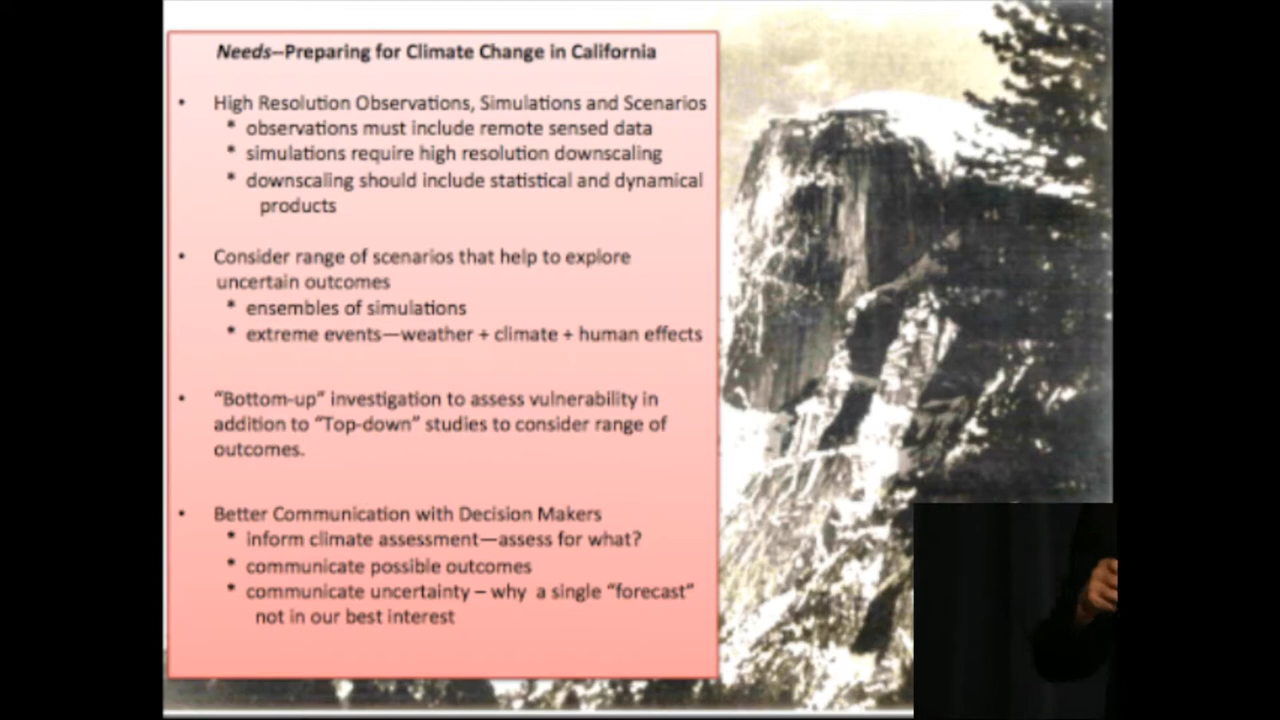 Needs--Preparing for Climate Change in California
• High Resolution Observations, Simulations and Scenarios
* observations must include remote sensed data
* simulations require high resolution downscaling
* downscaling should include statistical and dynamical
products
• Consider range of scenarios that help to explore
uncertain outcomes
* ensembles of simulations
* extreme events—weather + climate + human effects
• “Bottom-up” investigation to assess vulnerability in
addition to “Top-down” studies to consider range of
outcomes.
• Better Communication with Decision Makers
* inform climate assessment—assess for what?
* communicate possible outcomes
* communicate uncertainty – why a single “forecast”
not in our best interest